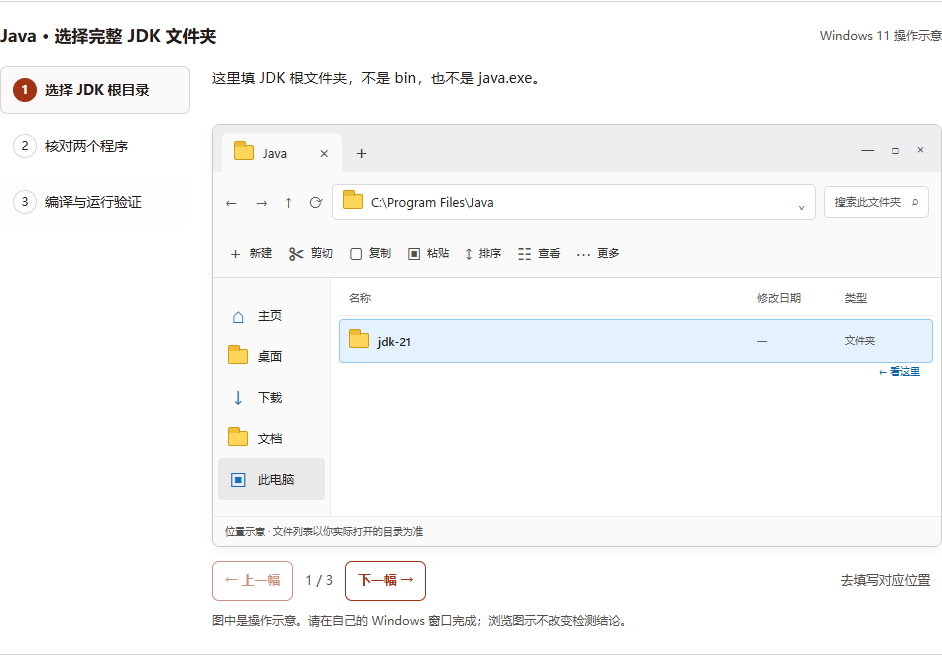 Java • 选择完整 JDK 文件夹
Windows 11 操作示意
1 选择 JDK 根目录
2 核对两个程序
3 编译与运行验证
这里填 JDK 根文件夹，不是 bin，也不是 java.exe。
Java
C:\Program Files\Java
搜索此文件夹
新建 剪切 复制 粘贴 排序 查看 更多
主页
桌面
下载
文档
此电脑
名称 修改日期 类型
jdk-21 — 文件夹
← 看这里
位置示意 · 文件列表以你实际打开的目录为准
← 上一幅 1 / 3 下一幅 →
去填写对应位置
图中是操作示意。请在自己的 Windows 窗口完成；浏览图示不改变检测结论。